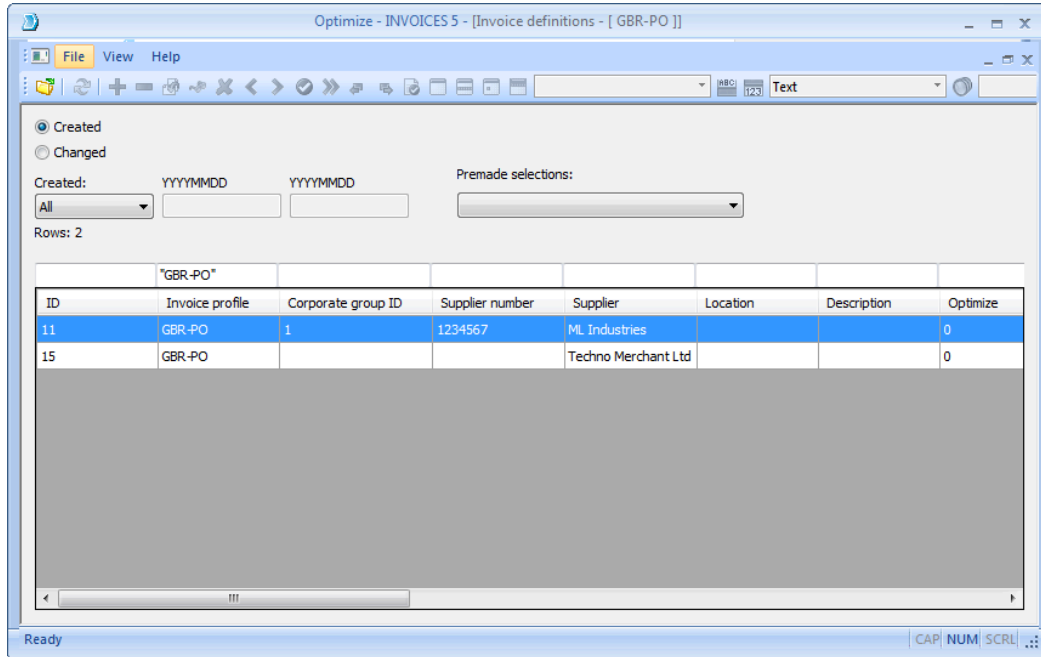 Optimize - INVOICES 5 - [Invoice definitions - [ GBR-PO ]]
File View Help
ABC 123 Text
Created
Changed
Created: YYYYMMDD YYYYMMDD Premade selections:
All
Rows: 2
"GBR-PO"
ID Invoice profile Corporate group ID Supplier number Supplier Location Description Optimize
11 GBR-PO 1 1234567 ML Industries 0
15 GBR-PO Techno Merchant Ltd 0
Ready CAP NUM SCRL